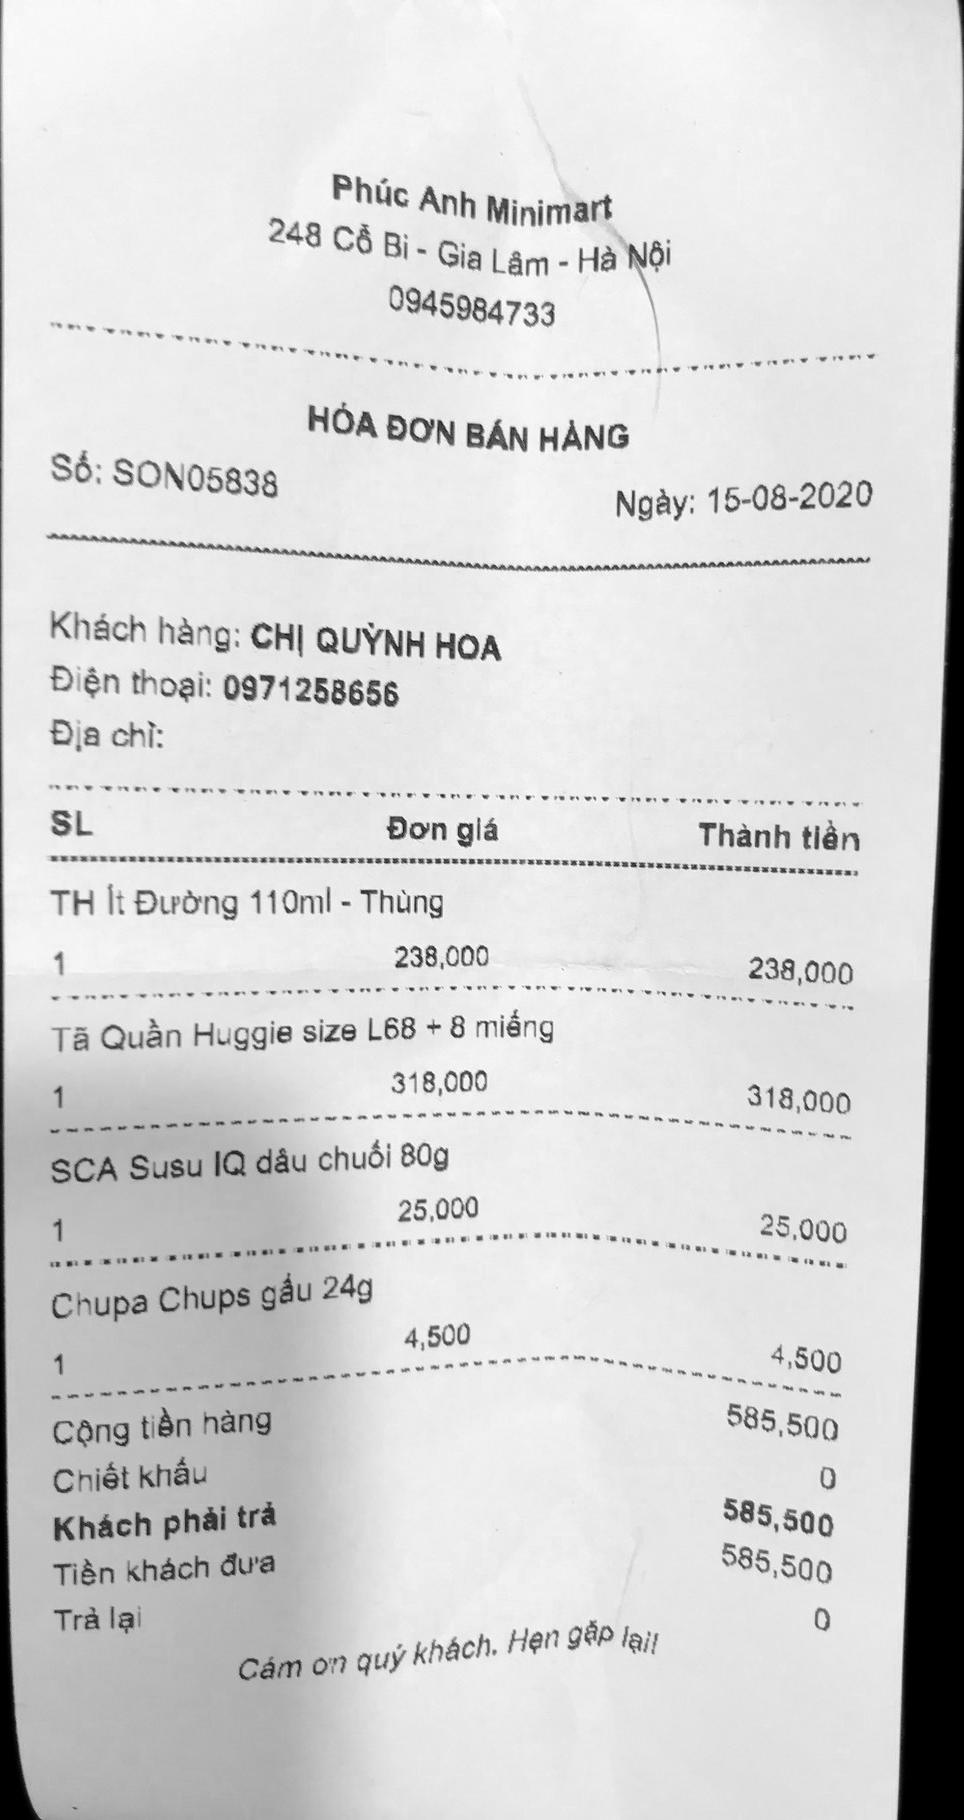 Phúc Anh Minimart
248 Cổ Bi - Gia Lâm - Hà Nội
0945984733
HÓA ĐƠN BÁN HÀNG
Số: SON05838 Ngày: 15-08-2020
Khách hàng: CHỊ QUỲNH HOA
Điện thoại: 0971258656
Địa chỉ:
SL Đơn giá Thành tiền
TH Ít Đường 110ml - Thùng
1 238,000 238,000
Tã Quần Huggie size L68 + 8 miếng
1 318,000 318,000
SCA Susu IQ dâu chuối 80g
1 25,000 25,000
Chupa Chups gấu 24g
1 4,500 4,500
Cộng tiền hàng 585,500
Chiết khấu 0
Khách phải trả 585,500
Tiền khách đưa 585,500
Trả lại 0
Cám ơn quý khách. Hẹn gặp lại!